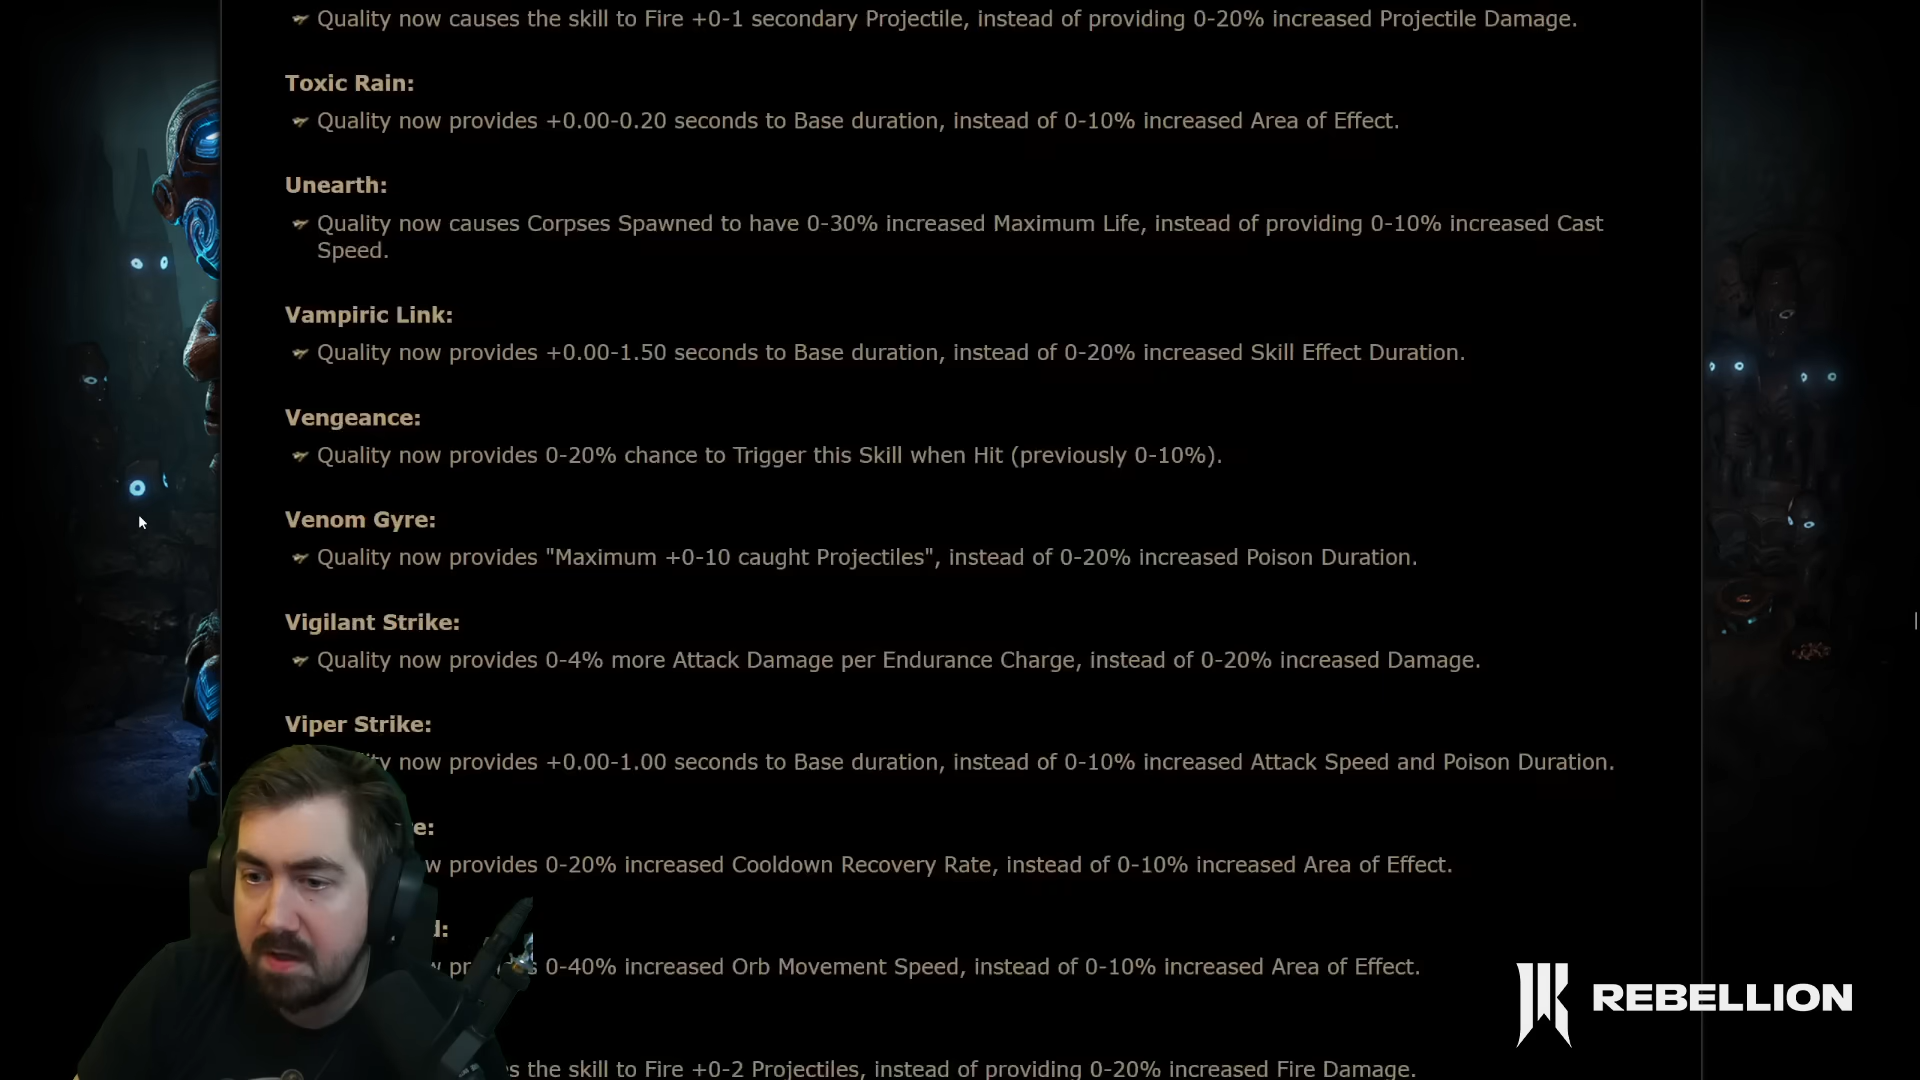 Quality now causes the skill to Fire +0-1 secondary Projectile, instead of providing 0-20% increased Projectile Damage.
Toxic Rain:
Quality now provides +0.00-0.20 seconds to Base duration, instead of 0-10% increased Area of Effect.
Unearth:
Quality now causes Corpses Spawned to have 0-30% increased Maximum Life, instead of providing 0-10% increased Cast
Speed.
Vampiric Link:
Quality now provides +0.00-1.50 seconds to Base duration, instead of 0-20% increased Skill Effect Duration.
Vengeance:
Quality now provides 0-20% chance to Trigger this Skill when Hit (previously 0-10%).
Venom Gyre:
Quality now provides "Maximum +0-10 caught Projectiles", instead of 0-20% increased Poison Duration.
Vigilant Strike:
Quality now provides 0-4% more Attack Damage per Endurance Charge, instead of 0-20% increased Damage.
Viper Strike:
now provides +0.00-1.00 seconds to Base duration, instead of 0-10% increased Attack Speed and Poison Duration.
provides 0-20% increased Cooldown Recovery Rate, instead of 0-10% increased Area of Effect.
0-40% increased Orb Movement Speed, instead of 0-10% increased Area of Effect.
REBELLION
the skill to Fire +0-2 Projectiles, instead of providing 0-20% increased Fire Damage.